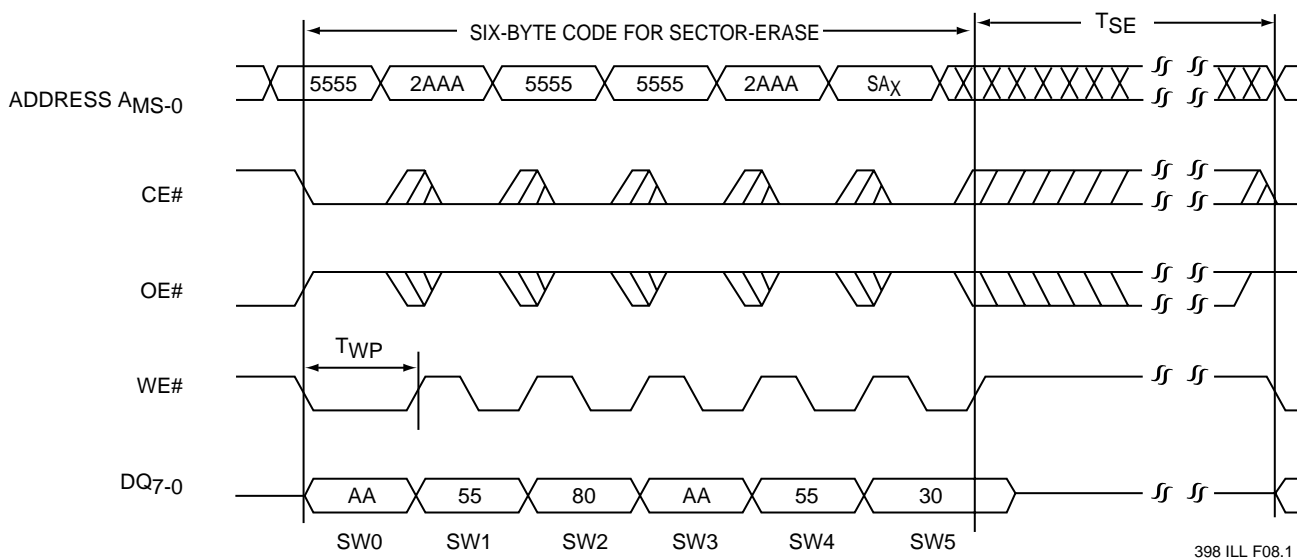 SIX-BYTE CODE FOR SECTOR-ERASE
TSE
ADDRESS AMS-0
5555 2AAA 5555 5555 2AAA SAX
CE#
OE#
TWP
WE#
DQ7-0
AA 55 80 AA 55 30
SW0 SW1 SW2 SW3 SW4 SW5
398 ILL F08.1